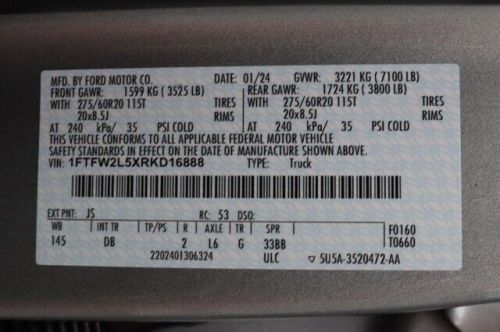 MFD. BY FORD MOTOR CO. DATE: 01/24 GVWR: 3221 KG ( 7100 LB)
FRONT GAWR: 1599 KG ( 3525 LB) REAR GAWR: 1724 KG ( 3800 LB)
WITH 275/60R20 115T TIRES WITH 275/60R20 115T TIRES
20x8.5J RIMS 20x8.5J RIMS
AT 240 kPa/ 35 PSI COLD AT 240 kPa/ 35 PSI COLD
THIS VEHICLE CONFORMS TO ALL APPLICABLE FEDERAL MOTOR VEHICLE
SAFETY STANDARDS IN EFFECT ON THE DATE OF MANUFACTURE SHOWN ABOVE.
VIN: 1FTFW2L5XRKD16888 TYPE: Truck
EXT PNT: JS RC: 53 DSO:
WB INT TR TP/PS R AXLE TR SPR F0160
145 DB 2 L6 G 33BB T0660
2202401306324 ULC ▽ 5U5A-3520472-AA